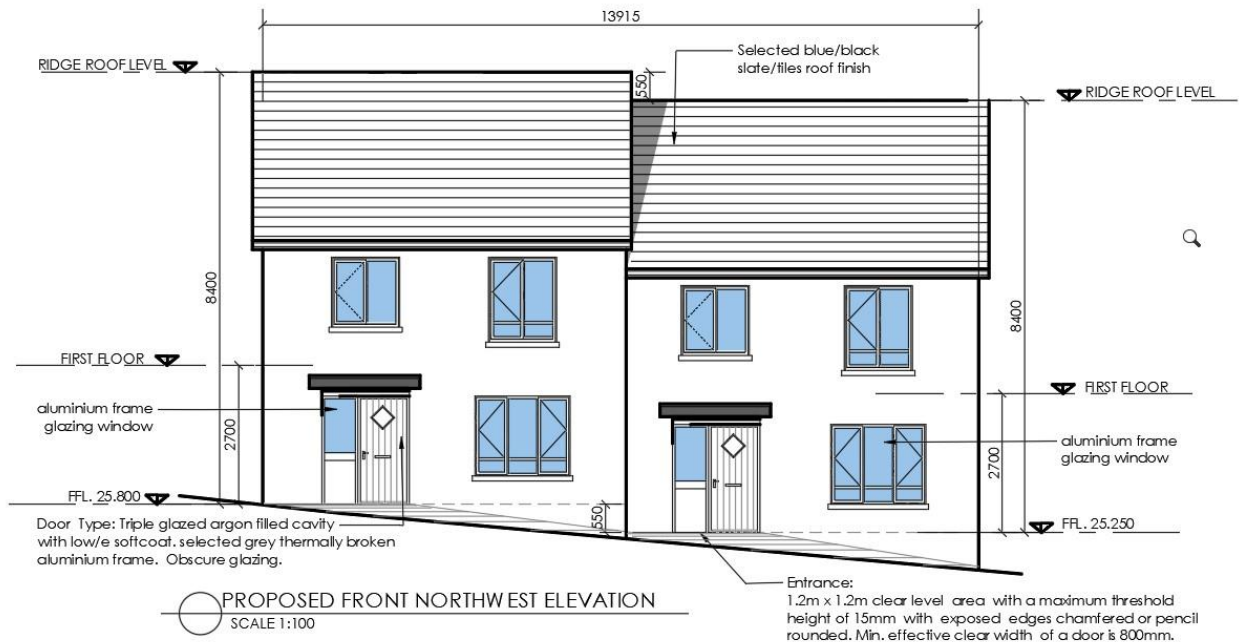 13915
Selected blue/black
slate/tiles roof finish
RIDGE ROOF LEVEL
550
RIDGE ROOF LEVEL
8400
8400
FIRST FLOOR
FIRST FLOOR
aluminium frame
glazing window
2700
2700
aluminium frame
glazing window
FFL. 25.800
550
FFL. 25.250
Door Type: Triple glazed argon filled cavity
with low/e softcoat. selected grey thermally broken
aluminium frame. Obscure glazing.
Entrance:
1.2m x 1.2m clear level area with a maximum threshold
height of 15mm with exposed edges chamfered or pencil
rounded. Min. effective clear width of a door is 800mm.
PROPOSED FRONT NORTHWEST ELEVATION
SCALE 1:100